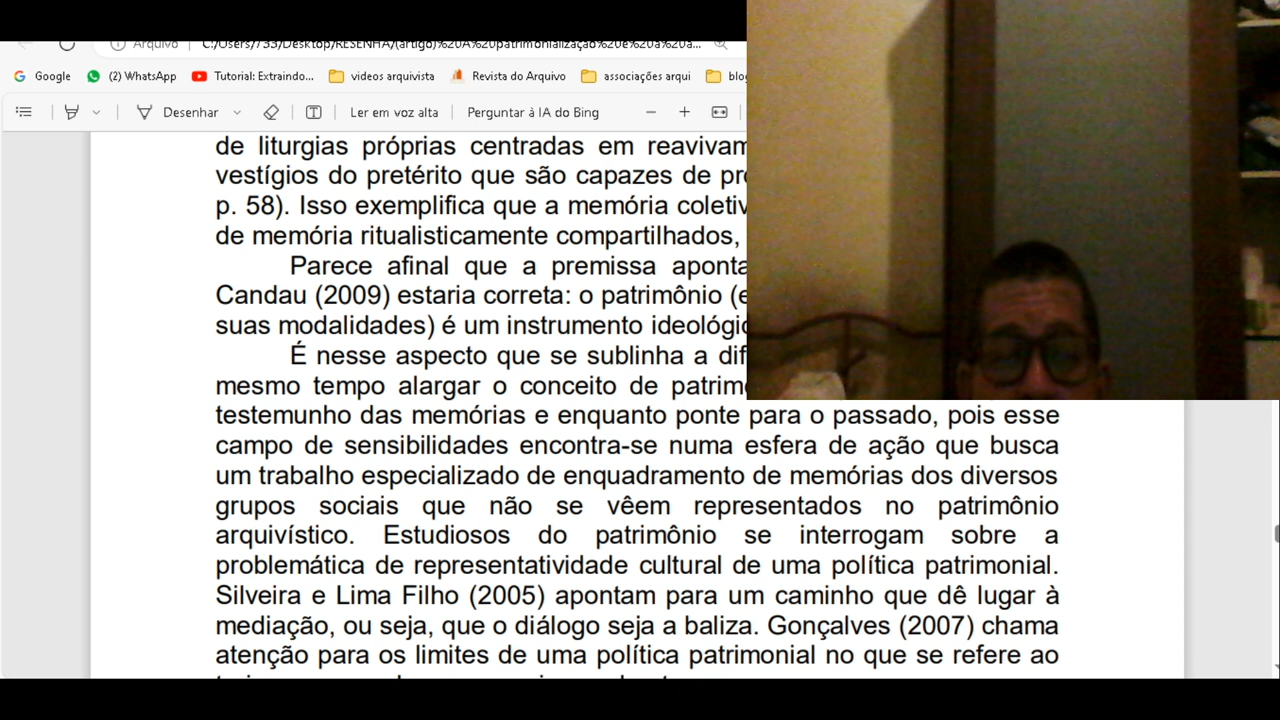 Arquivo C:/Users/733/Desktop/RESENHA/(artigo)%20A%20patrimonialização%20e%20a%20a...
Google (2) WhatsApp Tutorial: Extraindo... videos arquivista Revista do Arquivo associações arqui blog
Desenhar Ler em voz alta Perguntar à IA do Bing
de liturgias próprias centradas em reavivam
vestígios do pretérito que são capazes de pro
p. 58). Isso exemplifica que a memória coletiv
de memória ritualisticamente compartilhados,
Parece afinal que a premissa aponta
Candau (2009) estaria correta: o patrimônio (e
suas modalidades) é um instrumento ideológic
É nesse aspecto que se sublinha a dif
mesmo tempo alargar o conceito de patrim
testemunho das memórias e enquanto ponte para o passado, pois esse
campo de sensibilidades encontra-se numa esfera de ação que busca
um trabalho especializado de enquadramento de memórias dos diversos
grupos sociais que não se vêem representados no patrimônio
arquivístico. Estudiosos do patrimônio se interrogam sobre a
problemática de representatividade cultural de uma política patrimonial.
Silveira e Lima Filho (2005) apontam para um caminho que dê lugar à
mediação, ou seja, que o diálogo seja a baliza. Gonçalves (2007) chama
atenção para os limites de uma política patrimonial no que se refere ao